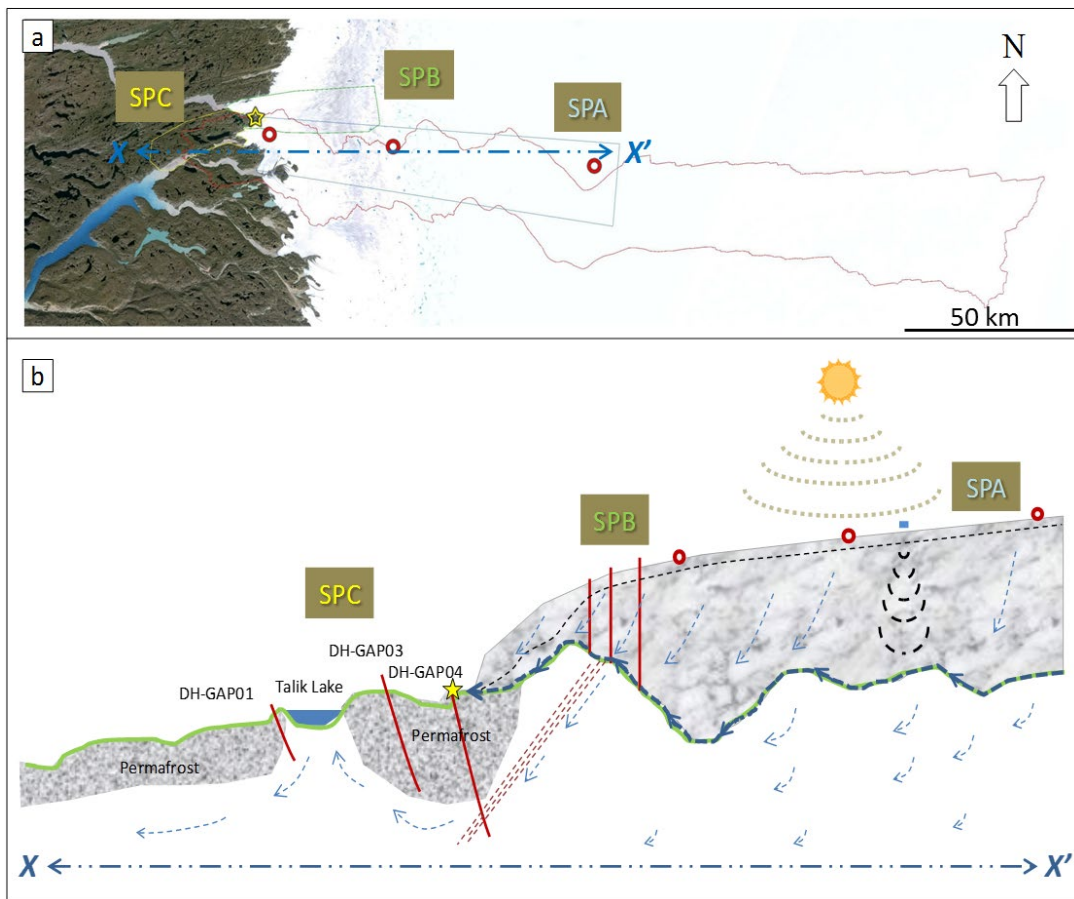 a
N
SPC
SPB
SPA
X
X'
50 km
b
SPA
SPB
SPC
DH-GAP03
DH-GAP04
DH-GAP01
Talik Lake
Permafrost
Permafrost
X
X'